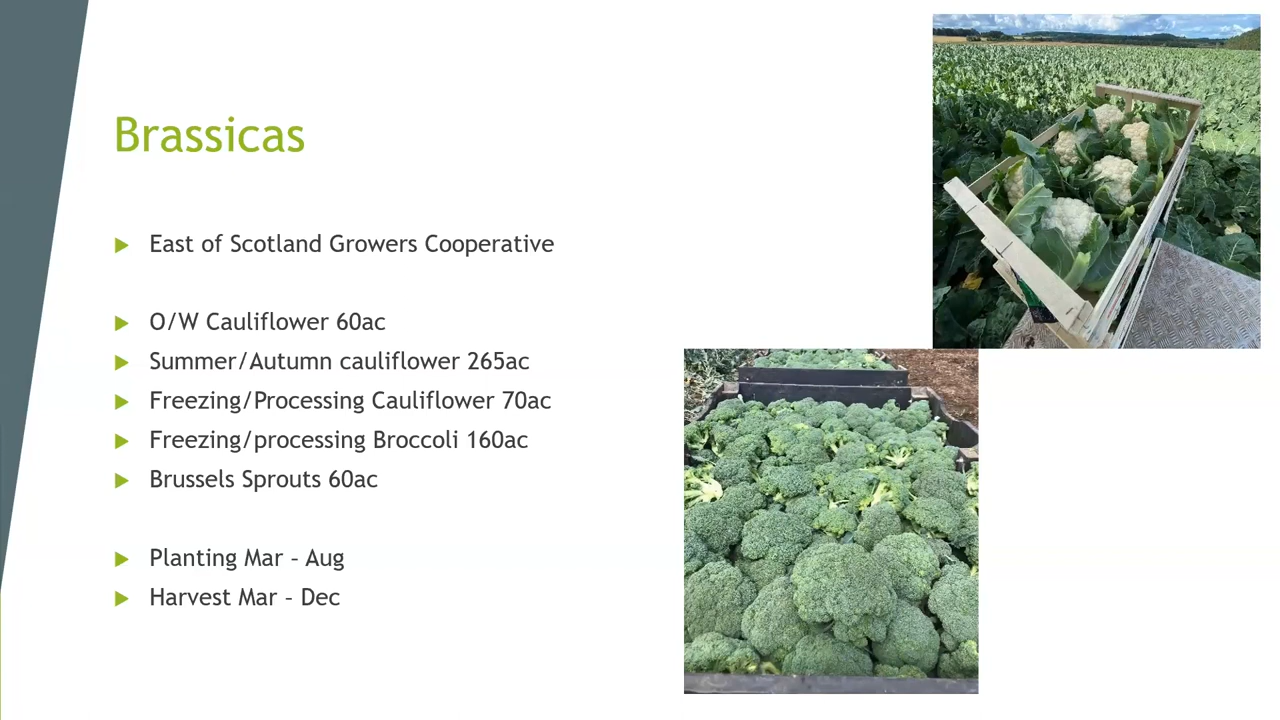 Brassicas
East of Scotland Growers Cooperative
O/W Cauliflower 60ac
Summer/Autumn cauliflower 265ac
Freezing/Processing Cauliflower 70ac
Freezing/processing Broccoli 160ac
Brussels Sprouts 60ac
Planting Mar – Aug
Harvest Mar – Dec